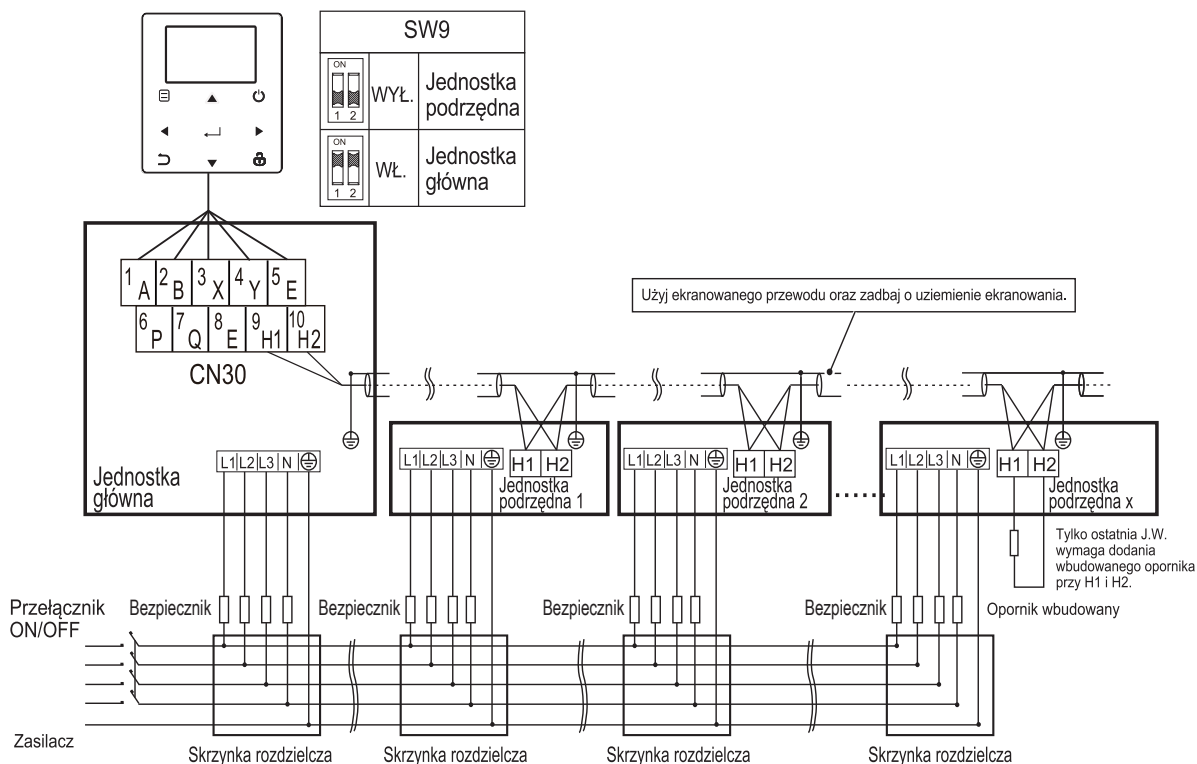 SW9
ON
1 2
WYŁ.
Jednostka
podrzędna
ON
1 2
WŁ.
Jednostka
główna
1 A 2 B 3 X 4 Y 5 E
6 P 7 Q 8 E 9 H1 10 H2
CN30
Użyj ekranowanego przewodu oraz zadbaj o uziemienie ekranowania.
L1 L2 L3 N
Jednostka
główna
L1 L2 L3 N
H1 H2
Jednostka
podrzędna 1
L1 L2 L3 N
H1 H2
Jednostka
podrzędna 2
L1 L2 L3 N
H1 H2
Jednostka
podrzędna x
Tylko ostatnia J.W.
wymaga dodania
wbudowanego opornika
przy H1 i H2.
Opornik wbudowany
Przełącznik
ON/OFF
Bezpiecznik
Bezpiecznik
Bezpiecznik
Bezpiecznik
Zasilacz
Skrzynka rozdzielcza
Skrzynka rozdzielcza
Skrzynka rozdzielcza
Skrzynka rozdzielcza